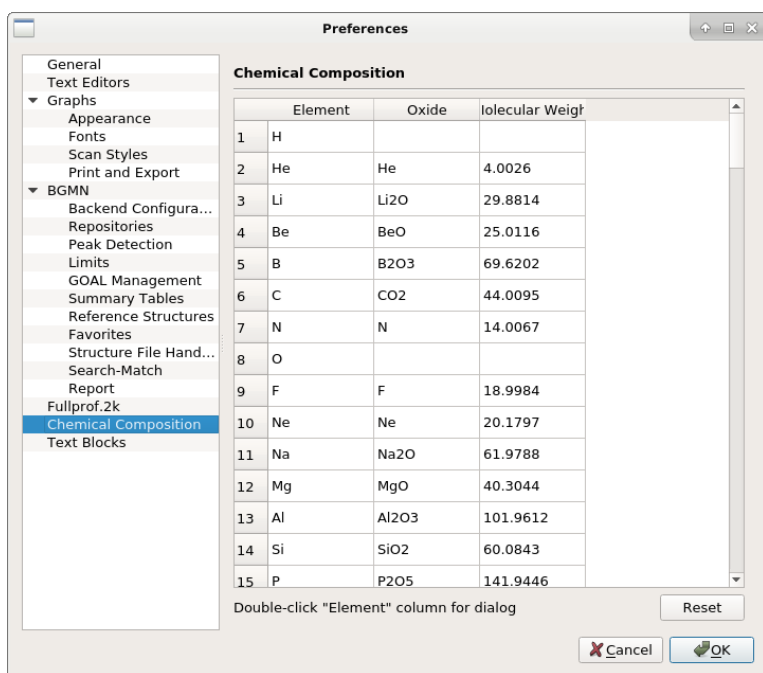 Preferences
General
Text Editors
Graphs
Appearance
Fonts
Scan Styles
Print and Export
BGMN
Backend Configura...
Repositories
Peak Detection
Limits
GOAL Management
Summary Tables
Reference Structures
Favorites
Structure File Hand...
Search-Match
Report
Fullprof.2k
Chemical Composition
Text Blocks
Chemical Composition
Element Oxide lolecular Weigh
1 H
2 He He 4.0026
3 Li Li2O 29.8814
4 Be BeO 25.0116
5 B B2O3 69.6202
6 C CO2 44.0095
7 N N 14.0067
8 O
9 F F 18.9984
10 Ne Ne 20.1797
11 Na Na2O 61.9788
12 Mg MgO 40.3044
13 Al Al2O3 101.9612
14 Si SiO2 60.0843
15 P P2O5 141.9446
Double-click "Element" column for dialog
Reset
Cancel OK